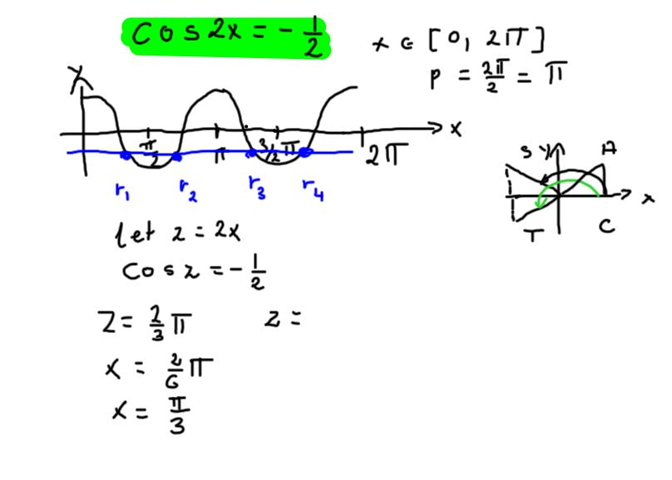 cos 2x = - 1/2
x ∈ [0, 2π]
p = 2π/2 = π
y
x
π/2
π
3/2 π
2π
r₁ r₂ r₃ r₄
S y A
x
T C
let z = 2x
cos z = - 1/2
z = 2/3 π z =
x = 2/6 π
x = π/3